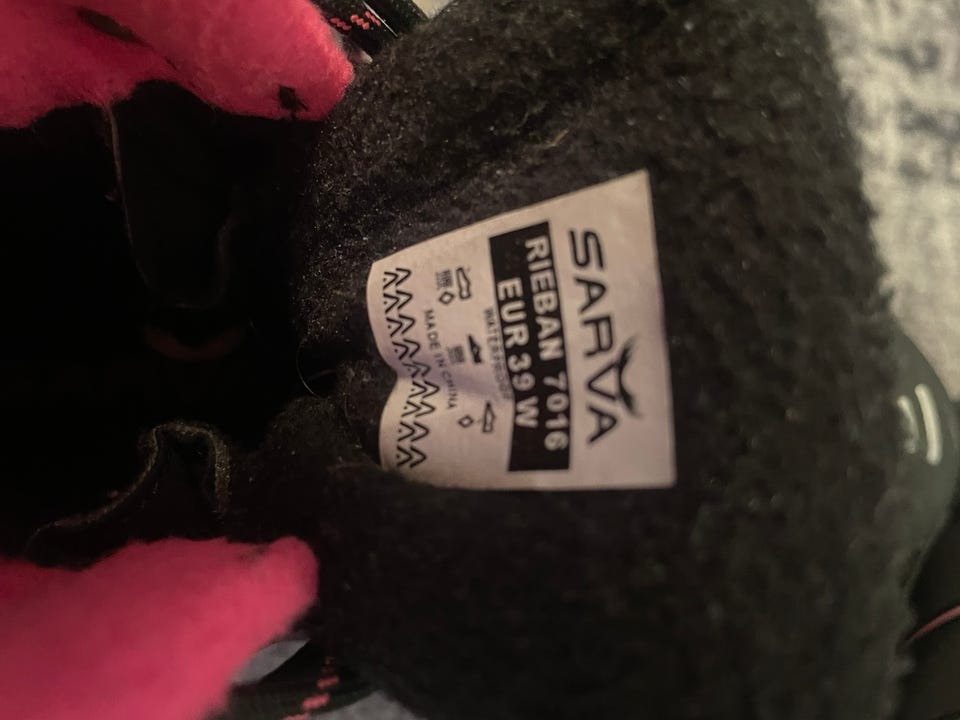 SARVA
RIEBAN 7016
EUR 39 W
WATERPROOF
MADE IN CHINA